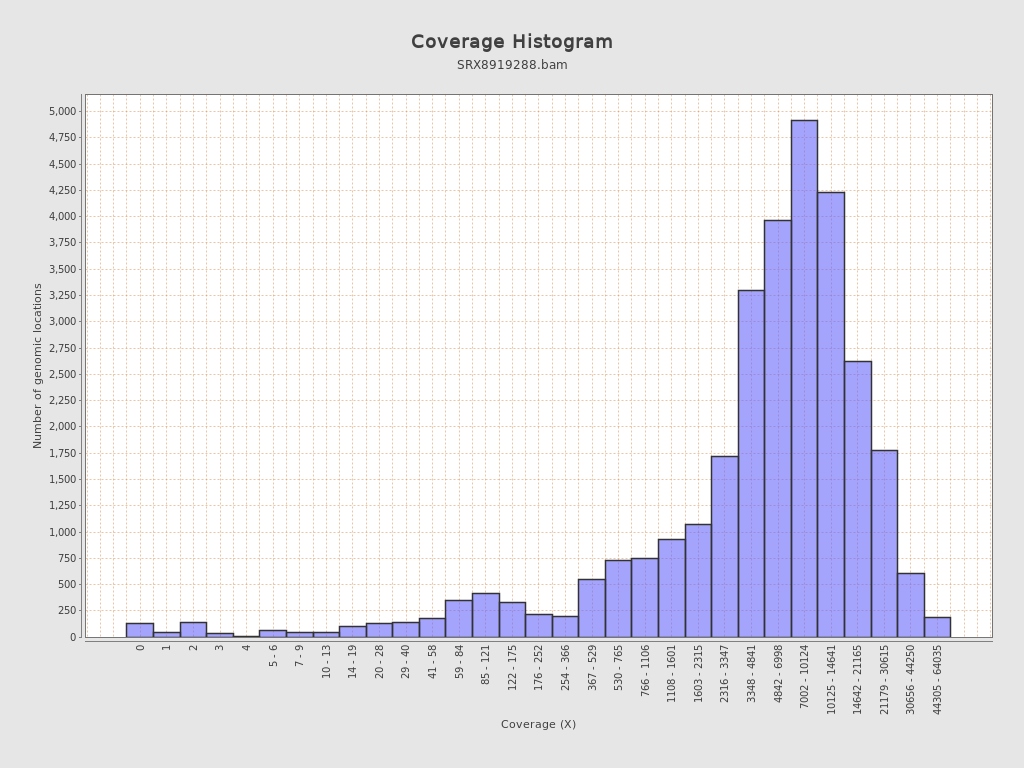 Coverage Histogram
SRX8919288.bam
Number of genomic locations
5,000
4,750
4,500
4,250
4,000
3,750
3,500
3,250
3,000
2,750
2,500
2,250
2,000
1,750
1,500
1,250
1,000
750
500
250
0
0
1
2
3
4
5 - 6
7 - 9
10 - 13
14 - 19
20 - 28
29 - 40
41 - 58
59 - 84
85 - 121
122 - 175
176 - 252
254 - 366
367 - 529
530 - 765
766 - 1106
1108 - 1601
1603 - 2315
2316 - 3347
3348 - 4841
4842 - 6998
7002 - 10124
10125 - 14641
14642 - 21165
21179 - 30615
30656 - 44250
44305 - 64035
Coverage (X)